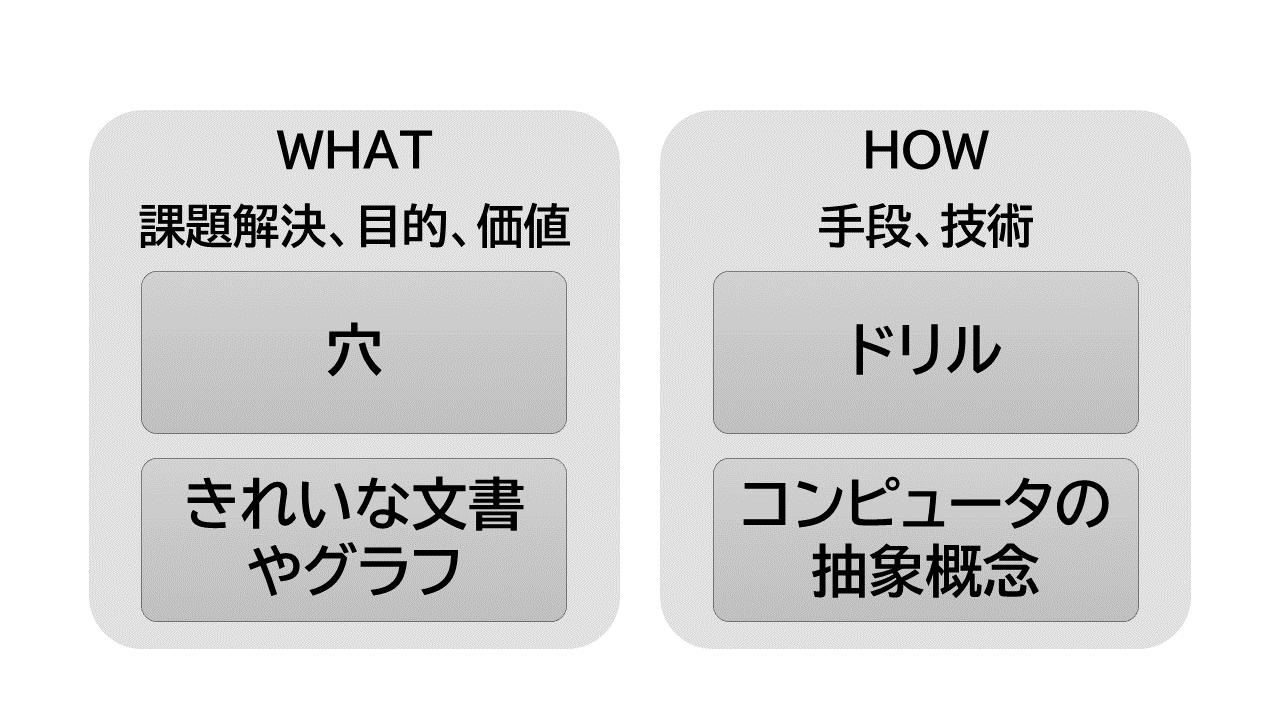 WHAT
課題解決、目的、価値
穴
きれいな文書
やグラフ
HOW
手段、技術
ドリル
コンピュータの
抽象概念